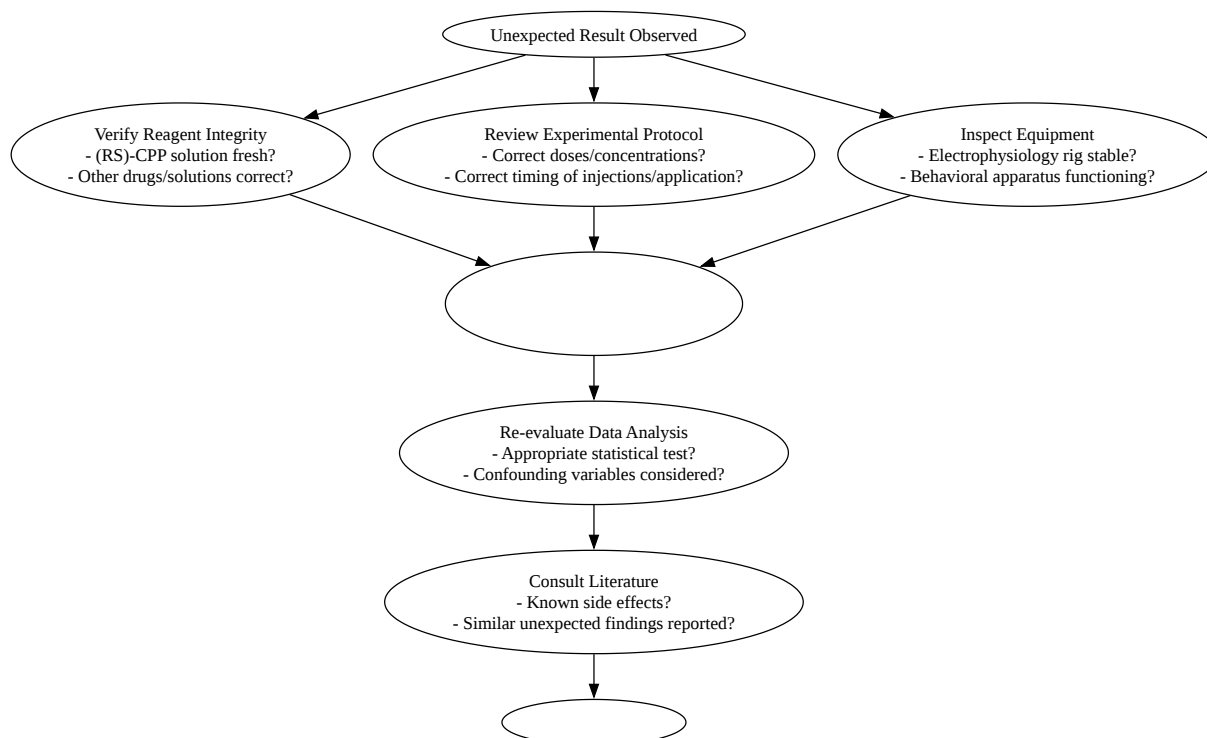 Unexpected Result Observed
Verify Reagent Integrity
- (RS)-CPP solution fresh?
- Other drugs/solutions correct?
Review Experimental Protocol
- Correct doses/concentrations?
- Correct timing of injections/application?
Inspect Equipment
- Electrophysiology rig stable?
- Behavioral apparatus functioning?
Re-evaluate Data Analysis
- Appropriate statistical test?
- Confounding variables considered?
Consult Literature
- Known side effects?
- Similar unexpected findings reported?